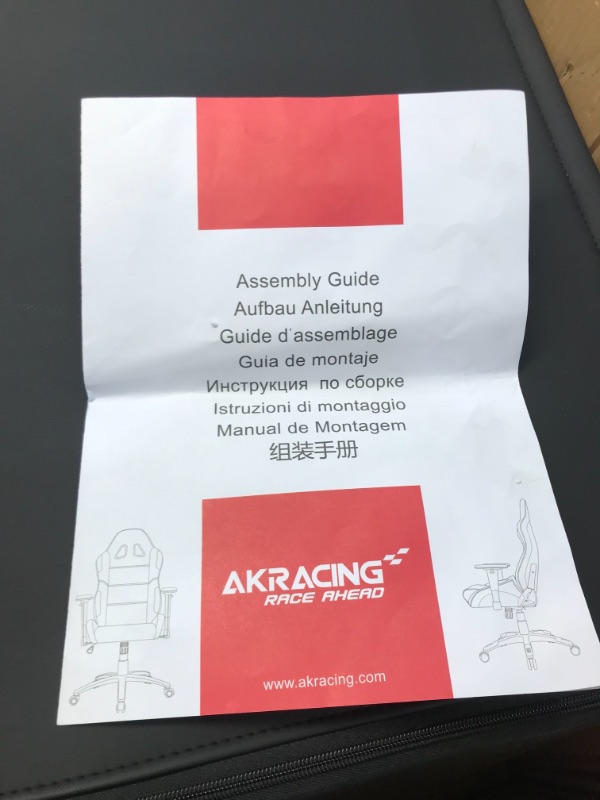 Assembly Guide
Aufbau Anleitung
Guide d'assemblage
Guia de montaje
Инструкция по сборке
Istruzioni di montaggio
Manual de Montagem
组装手册
AKRACING
RACE AHEAD
www.akracing.com